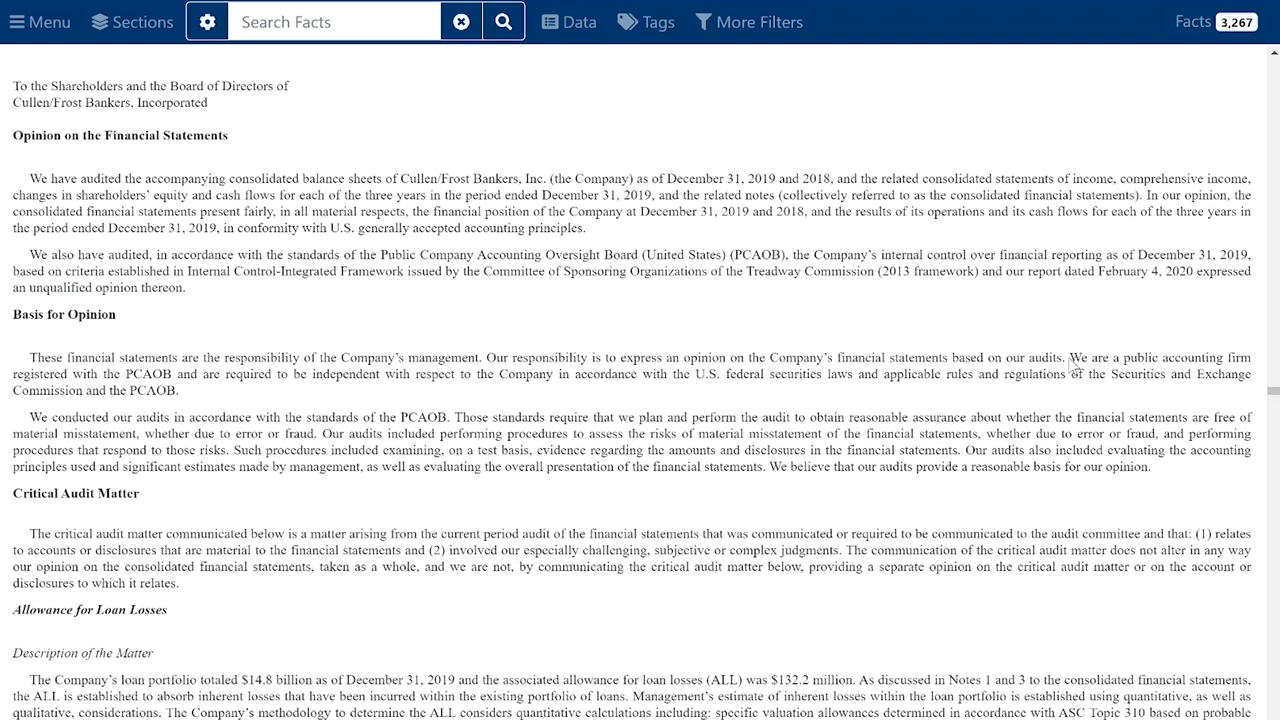 Menu Sections Search Facts Data Tags More Filters Facts 3,267
To the Shareholders and the Board of Directors of
Cullen/Frost Bankers, Incorporated
Opinion on the Financial Statements
We have audited the accompanying consolidated balance sheets of Cullen/Frost Bankers, Inc. (the Company) as of December 31, 2019 and 2018, and the related consolidated statements of income, comprehensive income,
changes in shareholders’ equity and cash flows for each of the three years in the period ended December 31, 2019, and the related notes (collectively referred to as the consolidated financial statements). In our opinion, the
consolidated financial statements present fairly, in all material respects, the financial position of the Company at December 31, 2019 and 2018, and the results of its operations and its cash flows for each of the three years in
the period ended December 31, 2019, in conformity with U.S. generally accepted accounting principles.
We also have audited, in accordance with the standards of the Public Company Accounting Oversight Board (United States) (PCAOB), the Company’s internal control over financial reporting as of December 31, 2019,
based on criteria established in Internal Control-Integrated Framework issued by the Committee of Sponsoring Organizations of the Treadway Commission (2013 framework) and our report dated February 4, 2020 expressed
an unqualified opinion thereon.
Basis for Opinion
These financial statements are the responsibility of the Company’s management. Our responsibility is to express an opinion on the Company’s financial statements based on our audits. We are a public accounting firm
registered with the PCAOB and are required to be independent with respect to the Company in accordance with the U.S. federal securities laws and applicable rules and regulations of the Securities and Exchange
Commission and the PCAOB.
We conducted our audits in accordance with the standards of the PCAOB. Those standards require that we plan and perform the audit to obtain reasonable assurance about whether the financial statements are free of
material misstatement, whether due to error or fraud. Our audits included performing procedures to assess the risks of material misstatement of the financial statements, whether due to error or fraud, and performing
procedures that respond to those risks. Such procedures included examining, on a test basis, evidence regarding the amounts and disclosures in the financial statements. Our audits also included evaluating the accounting
principles used and significant estimates made by management, as well as evaluating the overall presentation of the financial statements. We believe that our audits provide a reasonable basis for our opinion.
Critical Audit Matter
The critical audit matter communicated below is a matter arising from the current period audit of the financial statements that was communicated or required to be communicated to the audit committee and that: (1) relates
to accounts or disclosures that are material to the financial statements and (2) involved our especially challenging, subjective or complex judgments. The communication of the critical audit matter does not alter in any way
our opinion on the consolidated financial statements, taken as a whole, and we are not, by communicating the critical audit matter below, providing a separate opinion on the critical audit matter or on the account or
disclosures to which it relates.
Allowance for Loan Losses
Description of the Matter
The Company’s loan portfolio totaled $14.8 billion as of December 31, 2019 and the associated allowance for loan losses (ALL) was $132.2 million. As discussed in Notes 1 and 3 to the consolidated financial statements,
the ALL is established to absorb inherent losses that have been incurred within the existing portfolio of loans. Management’s estimate of inherent losses within the loan portfolio is established using quantitative, as well as
qualitative, considerations. The Company’s methodology to determine the ALL considers quantitative calculations including: specific valuation allowances determined in accordance with ASC Topic 310 based on probable